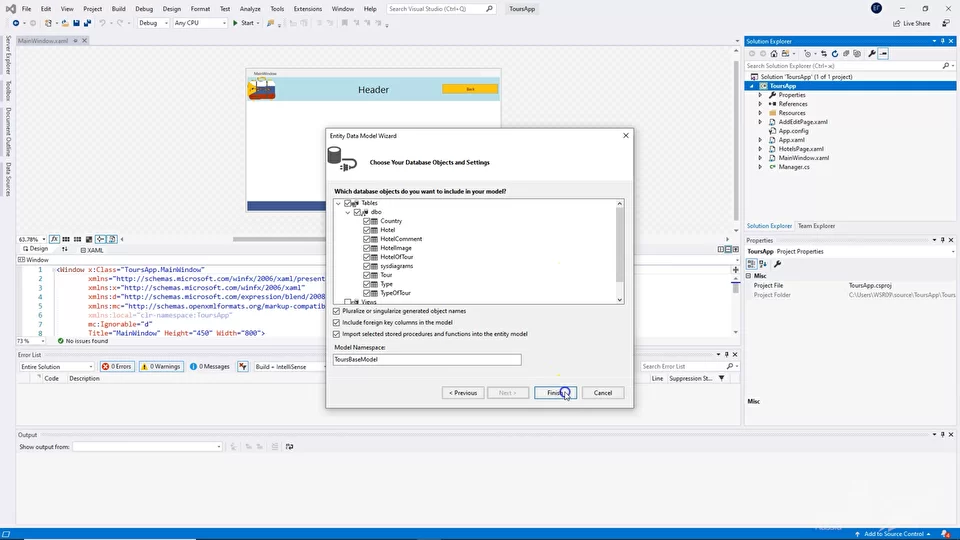 File Edit View Git Project Build Debug Design Format Test Analyze Tools Extensions Window Help Search Visual Studio (Ctrl+Q) ToursApp ET
Debug Any CPU Start Live Share
MainWindow.xaml
Server Explorer
Toolbox
Document Outline
Data Sources
MainWindow
Header
Back
Entity Data Model Wizard
Choose Your Database Objects and Settings
Which database objects do you want to include in your model?
Tables
dbo
Country
Hotel
HotelComment
HotelImage
HotelOfTour
sysdiagrams
Tour
Type
TypeOfTour
Views
Pluralize or singularize generated object names
Include foreign key columns in the model
Import selected stored procedures and functions into the entity model
Model Namespace:
ToursBaseModel
< Previous Next > Finish Cancel
63.78%
Design XAML
Window
1 <Window x:Class="ToursApp.MainWindow"
2 xmlns="http://schemas.microsoft.com/winfx/2006/xaml/present
3 xmlns:x="http://schemas.microsoft.com/winfx/2006/xaml"
4 xmlns:d="http://schemas.microsoft.com/expression/blend/2008
5 xmlns:mc="http://schemas.openxmlformats.org/markup-compatib
6 xmlns:local="clr-namespace:ToursApp"
7 mc:Ignorable="d"
8 Title="MainWindow" Height="450" Width="800">
73 % No issues found
Error List
Entire Solution 0 Errors 0 Warnings 0 Messages Build + IntelliSense Search Error List
Code Description Line Suppression St...
Output
Show output from:
Solution Explorer
Search Solution Explorer (Ctrl+ж)
Solution 'ToursApp' (1 of 1 project)
ToursApp
Properties
References
Resources
AddEditPage.xaml
App.config
App.xaml
HotelsPage.xaml
MainWindow.xaml
Manager.cs
Solution Explorer Team Explorer
Properties
ToursApp Project Properties
Misc
Project File ToursApp.csproj
Project Folder
Misc
Add to Source Control